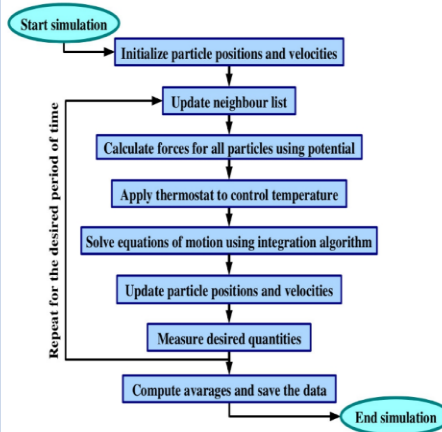 Start simulation
Initialize particle positions and velocities
Update neighbour list
Calculate forces for all particles using potential
Apply thermostat to control temperature
Solve equations of motion using integration algorithm
Update particle positions and velocities
Measure desired quantities
Repeat for the desired period of time
Compute avarages and save the data
End simulation